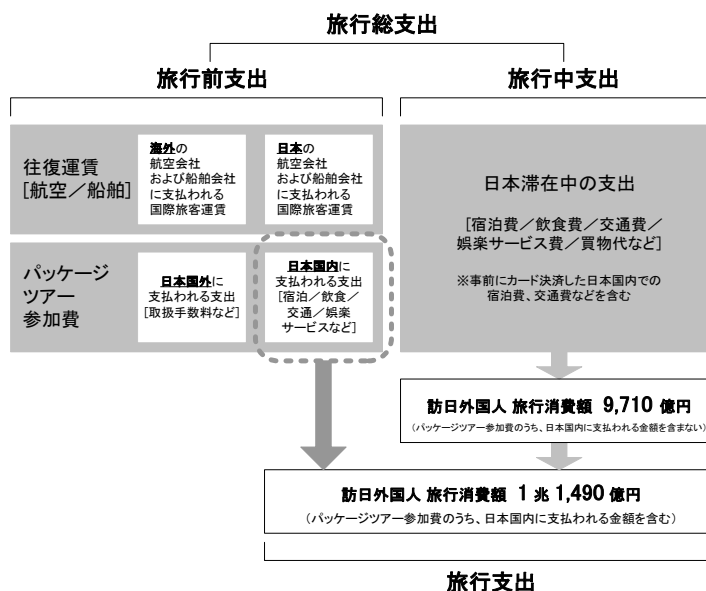 旅行総支出
旅行前支出
旅行中支出
往復運賃
[航空／船舶]
海外の
航空会社
および船舶会社
に支払われる
国際旅客運賃
日本の
航空会社
および船舶会社
に支払われる
国際旅客運賃
パッケージ
ツアー
参加費
日本国外に
支払われる支出
[取扱手数料など]
日本国内に
支払われる支出
[宿泊／飲食／
交通／娯楽
サービスなど]
日本滞在中の支出
[宿泊費／飲食費／交通費／
娯楽サービス費／買物代など]
※事前にカード決済した日本国内での
宿泊費、交通費などを含む
訪日外国人 旅行消費額 9,710 億円
（パッケージツアー参加費のうち、日本国内に支払われる金額を含まない）
訪日外国人 旅行消費額 1 兆 1,490 億円
（パッケージツアー参加費のうち、日本国内に支払われる金額を含む）
旅行支出